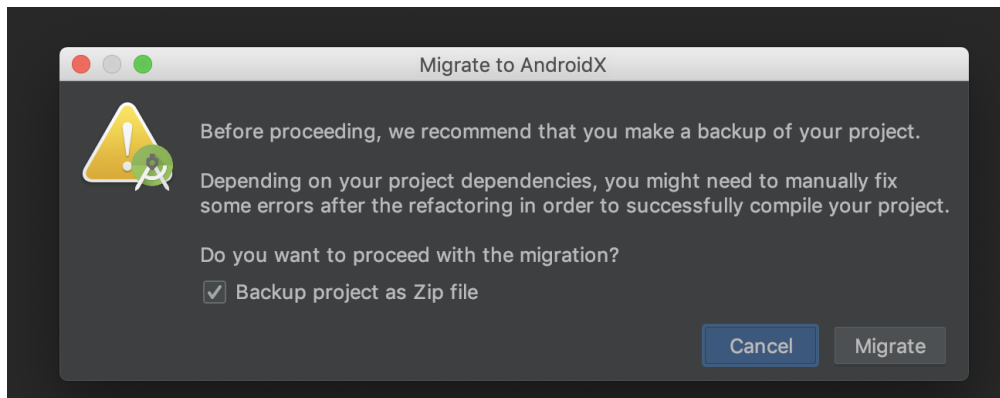 Migrate to AndroidX
Before proceeding, we recommend that you make a backup of your project.
Depending on your project dependencies, you might need to manually fix
some errors after the refactoring in order to successfully compile your project.
Do you want to proceed with the migration?
Backup project as Zip file
Cancel
Migrate